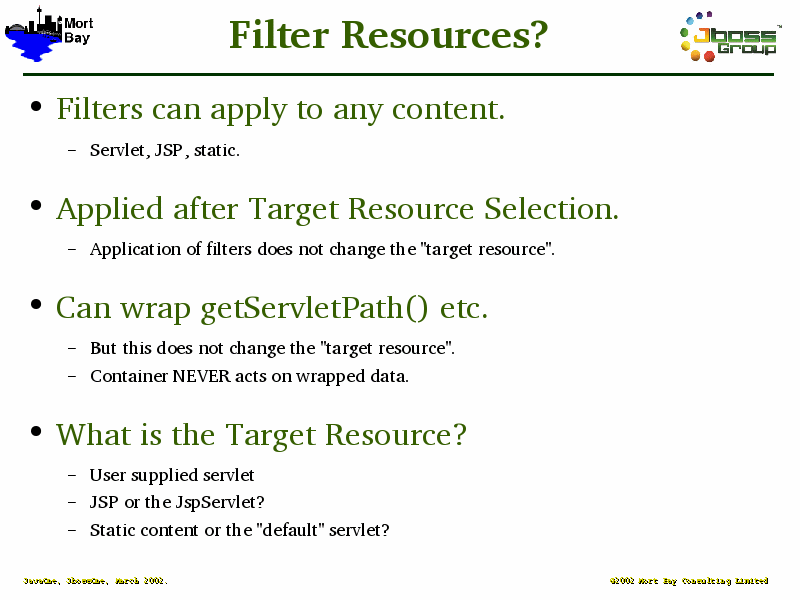 Mort
Bay
Filter Resources?
Jboss
Group
™
• Filters can apply to any content.
– Servlet, JSP, static.
• Applied after Target Resource Selection.
– Application of filters does not change the "target resource".
• Can wrap getServletPath() etc.
– But this does not change the "target resource".
– Container NEVER acts on wrapped data.
• What is the Target Resource?
– User supplied servlet
– JSP or the JspServlet?
– Static content or the "default" servlet?
JavaOne, JbossOne, March 2002.
©2002 Mort Bay Consulting Limited